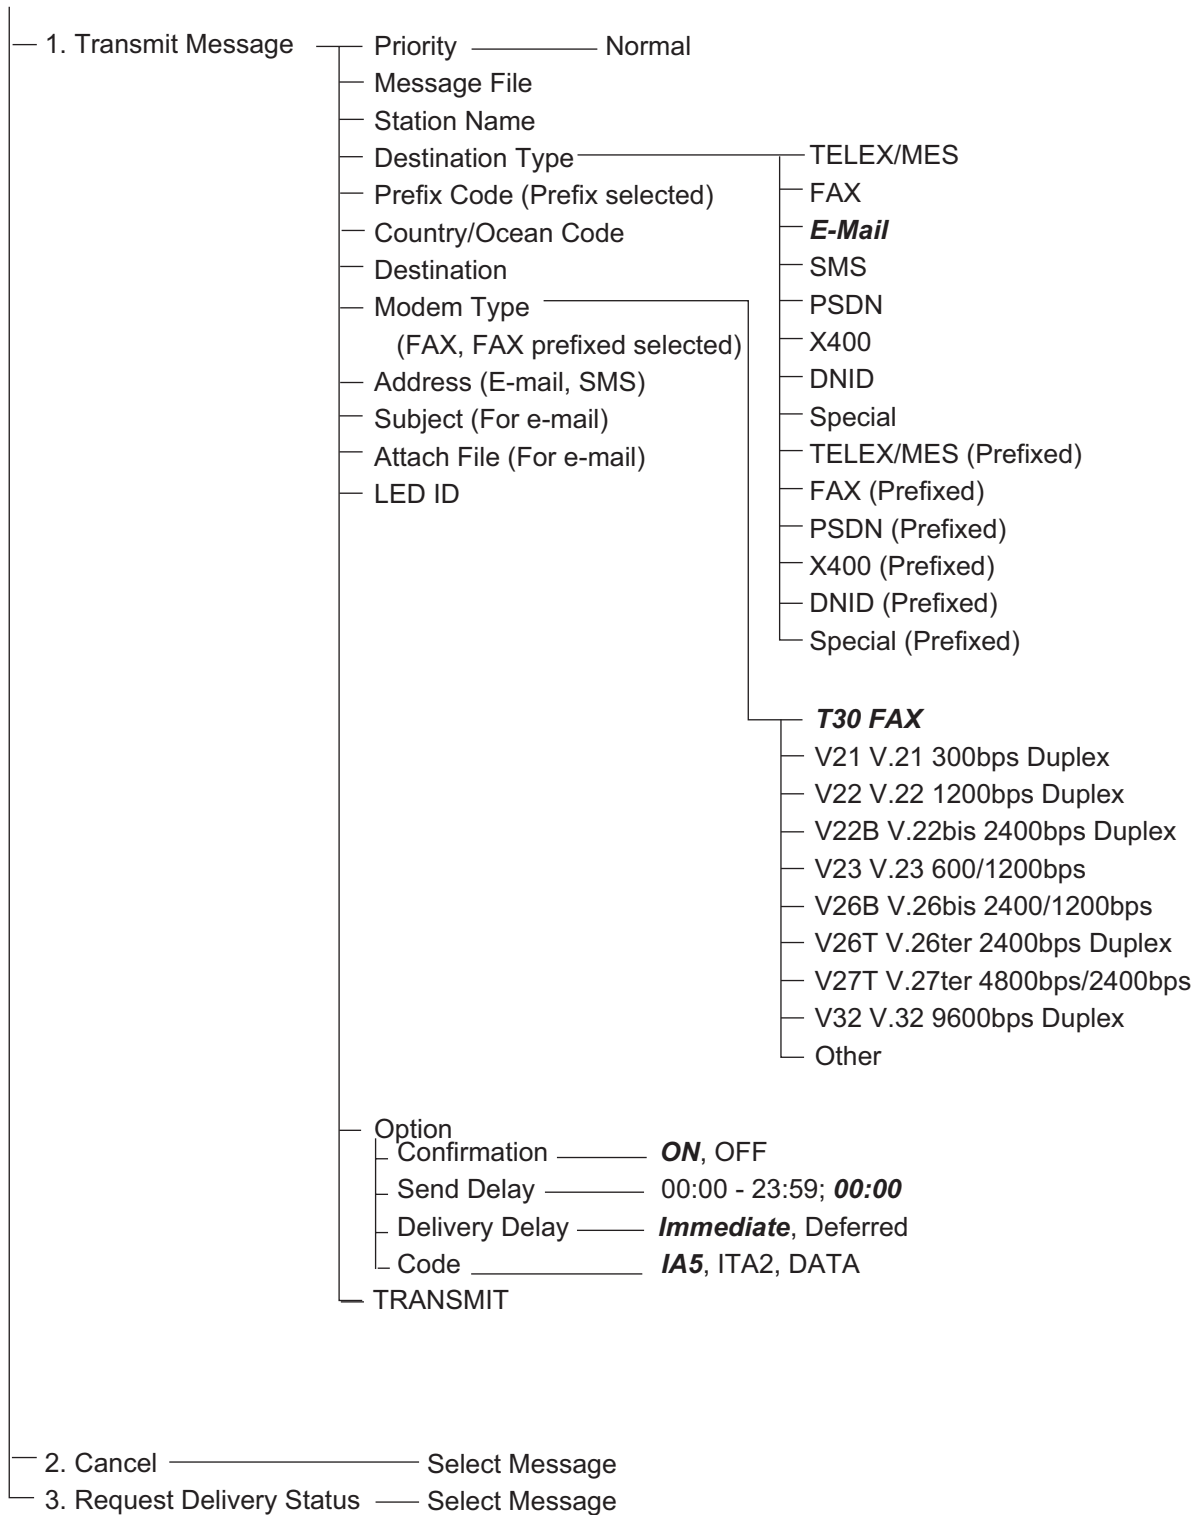 1. Transmit Message
Priority Normal
Message File
Station Name
Destination Type
Prefix Code (Prefix selected)
Country/Ocean Code
Destination
Modem Type
(FAX, FAX prefixed selected)
Address (E-mail, SMS)
Subject (For e-mail)
Attach File (For e-mail)
LED ID
TELEX/MES
FAX
E-Mail
SMS
PSDN
X400
DNID
Special
TELEX/MES (Prefixed)
FAX (Prefixed)
PSDN (Prefixed)
X400 (Prefixed)
DNID (Prefixed)
Special (Prefixed)
T30 FAX
V21 V.21 300bps Duplex
V22 V.22 1200bps Duplex
V22B V.22bis 2400bps Duplex
V23 V.23 600/1200bps
V26B V.26bis 2400/1200bps
V26T V.26ter 2400bps Duplex
V27T V.27ter 4800bps/2400bps
V32 V.32 9600bps Duplex
Other
Option
Confirmation ON, OFF
Send Delay 00:00 - 23:59; 00:00
Delivery Delay Immediate, Deferred
Code IA5, ITA2, DATA
TRANSMIT
2. Cancel Select Message
3. Request Delivery Status Select Message